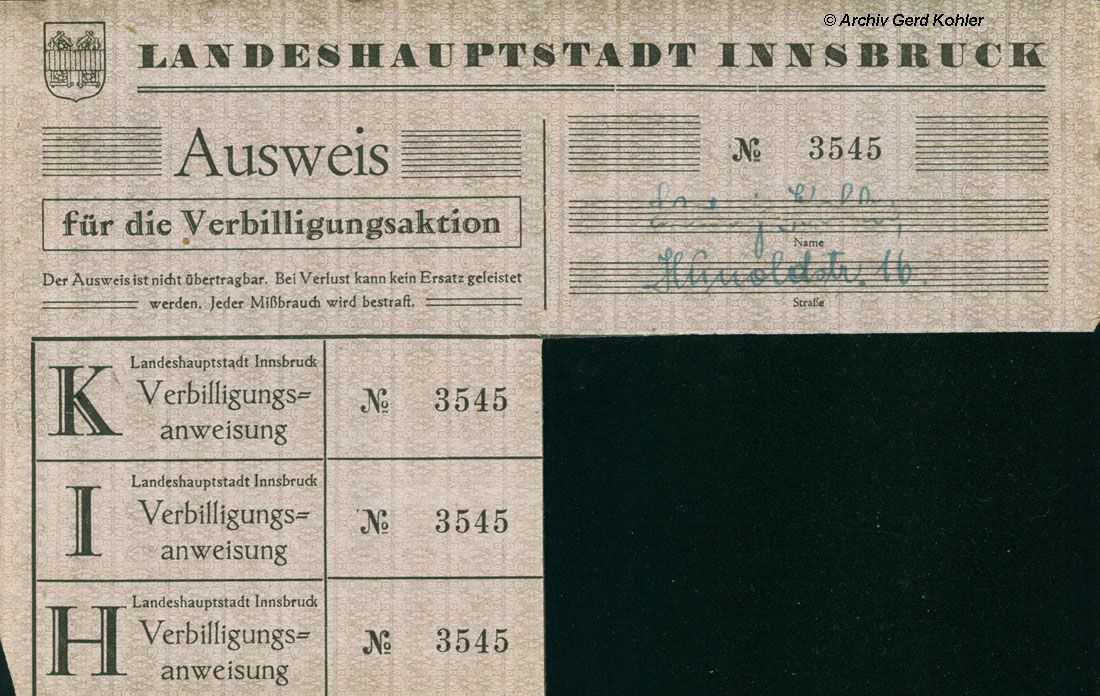 © Archiv Gerd Kohler
LANDESHAUPTSTADT INNSBRUCK
Ausweis
für die Verbilligungsaktion
Der Ausweis ist nicht übertragbar. Bei Verlust kann kein Ersatz geleistet
werden. Jeder Mißbrauch wird bestraft.
№ 3545
Name
Hunoldstr. 16.
Straße
K
Landeshauptstadt Innsbruck
Verbilligungs=
anweisung
№ 3545
I
Landeshauptstadt Innsbruck
Verbilligungs=
anweisung
№ 3545
H
Landeshauptstadt Innsbruck
Verbilligungs=
anweisung
№ 3545